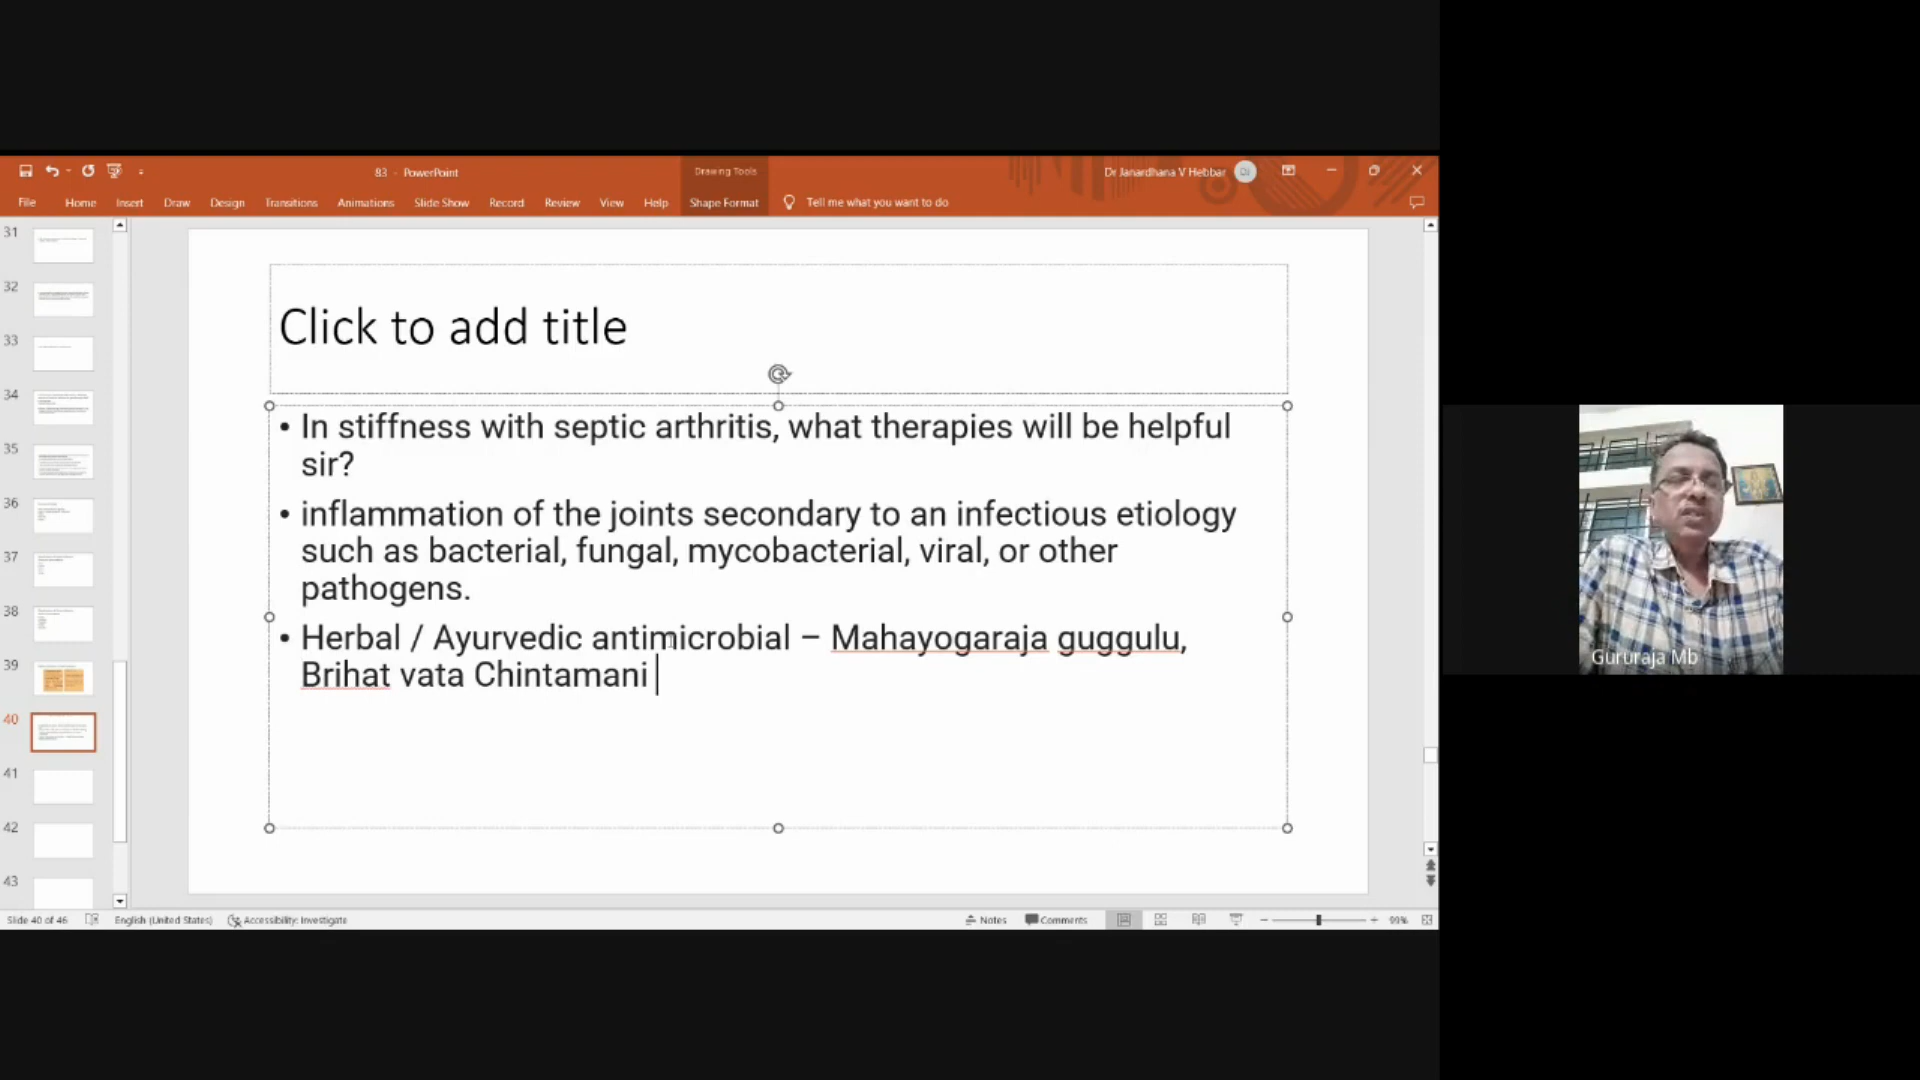 83 - PowerPoint
Drawing Tools
Dr Janardhana V Hebbar
DJ
File Home Insert Draw Design Transitions Animations Slide Show Record Review View Help Shape Format Tell me what you want to do
31
32
33
34
35
36
37
38
39
40
41
42
43
Click to add title
• In stiffness with septic arthritis, what therapies will be helpful
sir?
• inflammation of the joints secondary to an infectious etiology
such as bacterial, fungal, mycobacterial, viral, or other
pathogens.
• Herbal / Ayurvedic antimicrobial – Mahayogaraja guggulu,
Brihat vata Chintamani
Gururaja Mb
Slide 40 of 46 English (United States) Accessibility: Investigate Notes Comments 99%